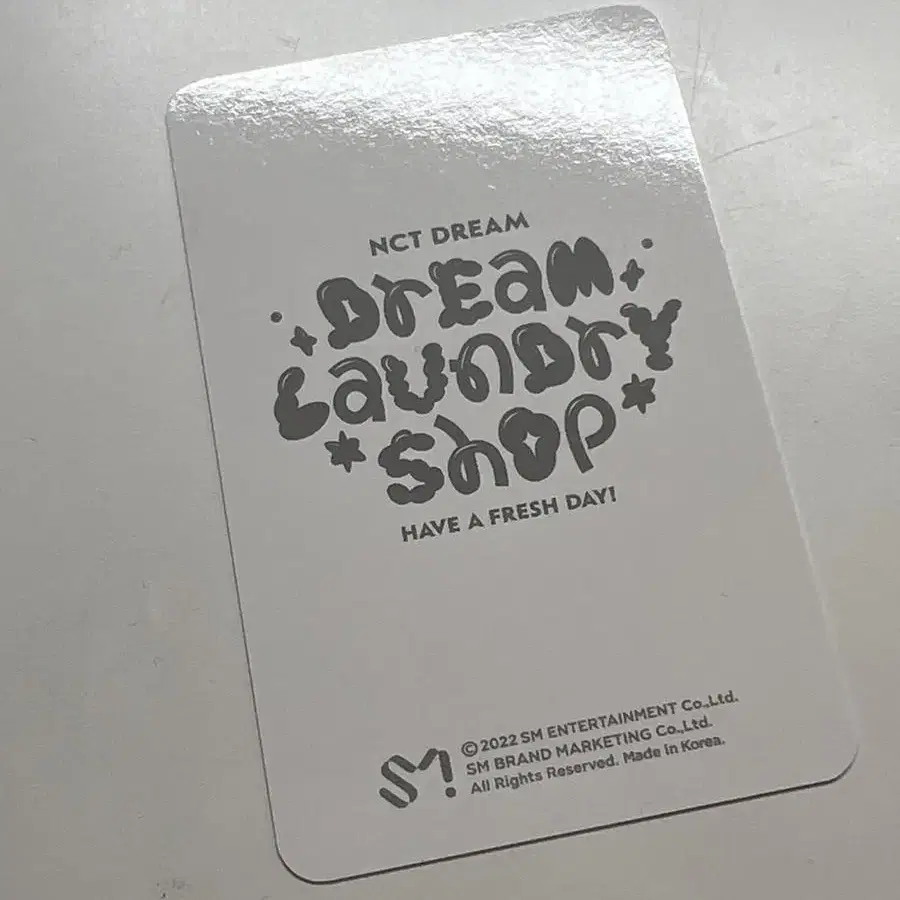 NCT DREAM
DrEam
LaunDrY
ShOp
HAVE A FRESH DAY!
SM!
©2022 SM ENTERTAINMENT Co.,Ltd.
SM BRAND MARKETING Co.,Ltd.
All Rights Reserved. Made in Korea.